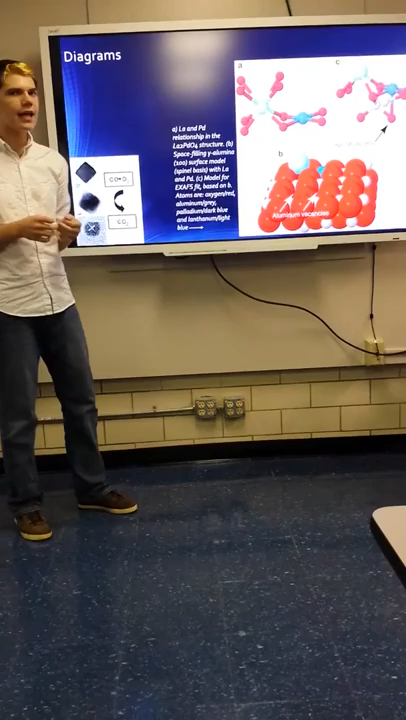 Diagrams
a) La and Pd
relationship in the
La₄PdO₇ structure. (b)
Space-filling γ-alumina
(100) surface model
(spinel basis) with La
and Pd. (c) Model for
EXAFS fit, based on b.
Atoms are: oxygen/red,
aluminum/grey,
palladium/dark blue
and lanthanum/light
blue
CO+O₂
CO₂
a
c
b
Aluminum vacancies